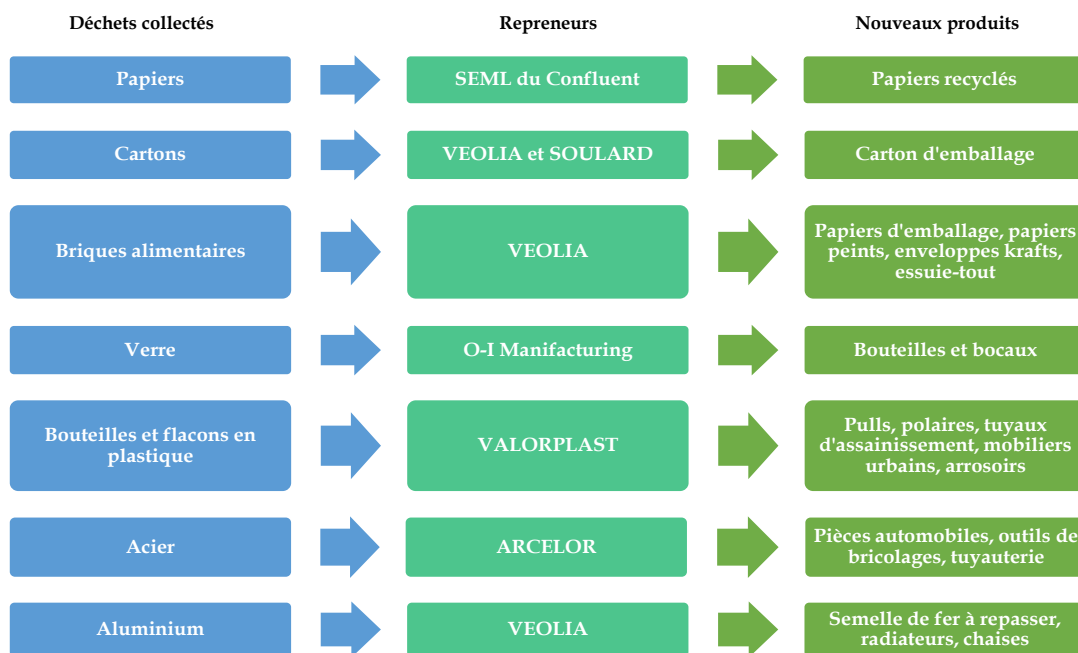 Déchets collectés
Repreneurs
Nouveaux produits
Papiers
SEML du Confluent
Papiers recyclés
Cartons
VEOLIA et SOULARD
Carton d'emballage
Briques alimentaires
VEOLIA
Papiers d'emballage, papiers
peints, enveloppes krafts,
essuie-tout
Verre
O-I Manifacturing
Bouteilles et bocaux
Bouteilles et flacons en
plastique
VALORPLAST
Pulls, polaires, tuyaux
d'assainissement, mobiliers
urbains, arrosoirs
Acier
ARCELOR
Pièces automobiles, outils de
bricolages, tuyauterie
Aluminium
VEOLIA
Semelle de fer à repasser,
radiateurs, chaises